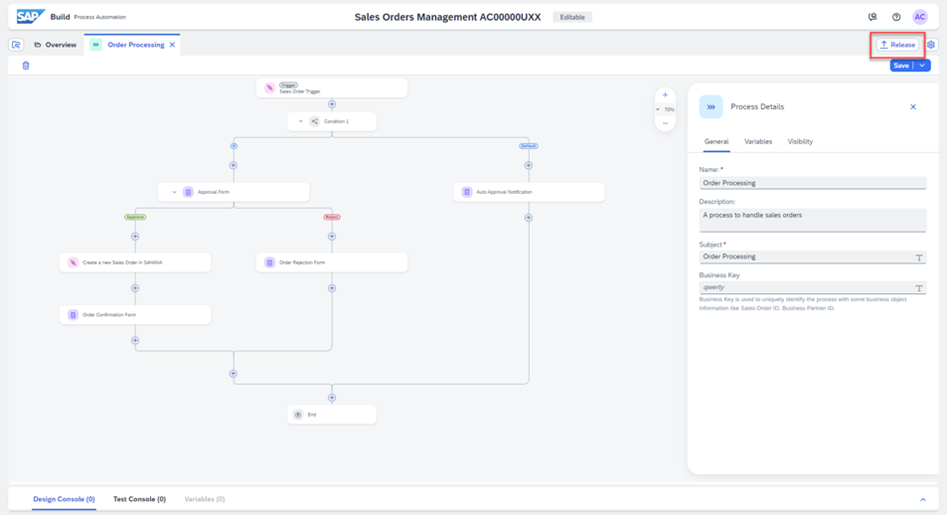 SAP Build Process Automation
Sales Orders Management AC00000UXX
Editable
AC
Overview
Order Processing
Release
Save
Trigger
Sales Order Trigger
Condition 1
70%
If
Default
Approval Form
Auto Approval Notification
Approve
Reject
Create a new Sales Order in S4HANA
Order Rejection Form
Order Confirmation Form
End
Process Details
General
Variables
Visibility
Name: *
Order Processing
Description:
A process to handle sales orders
Subject *
Order Processing
Business Key
qwerty
Business Key is used to uniquely identify the process with some business object
information like Sales Order ID, Business Partner ID.
Design Console (0)
Test Console (0)
Variables (0)